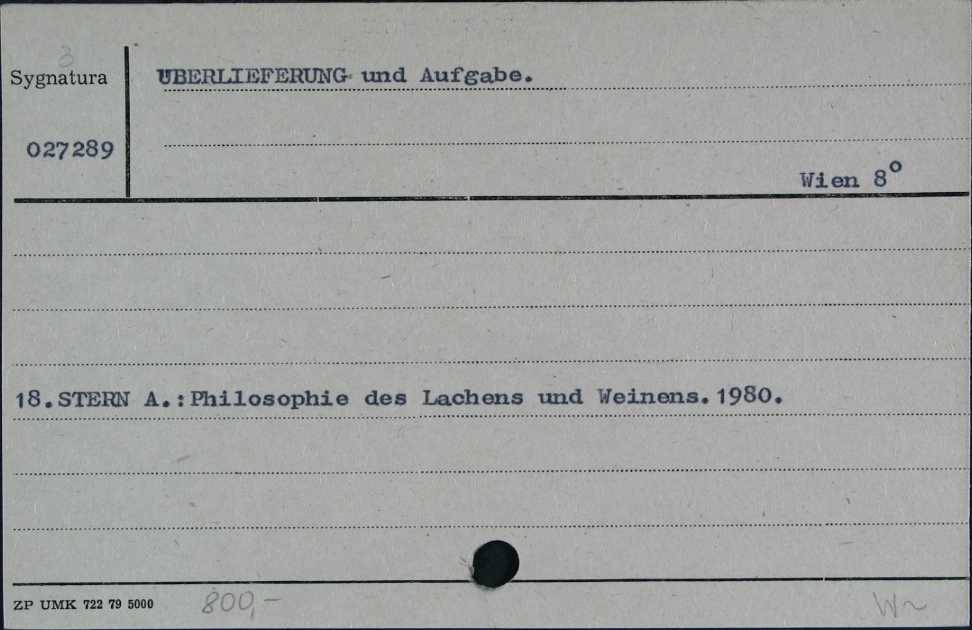 3
Sygnatura
UBERLIEFERUNG und Aufgabe.
027289
Wien 8°
18.STERN A.:Philosophie des Lachens und Weinens.1980.
ZP UMK 722 79 5000
800,-